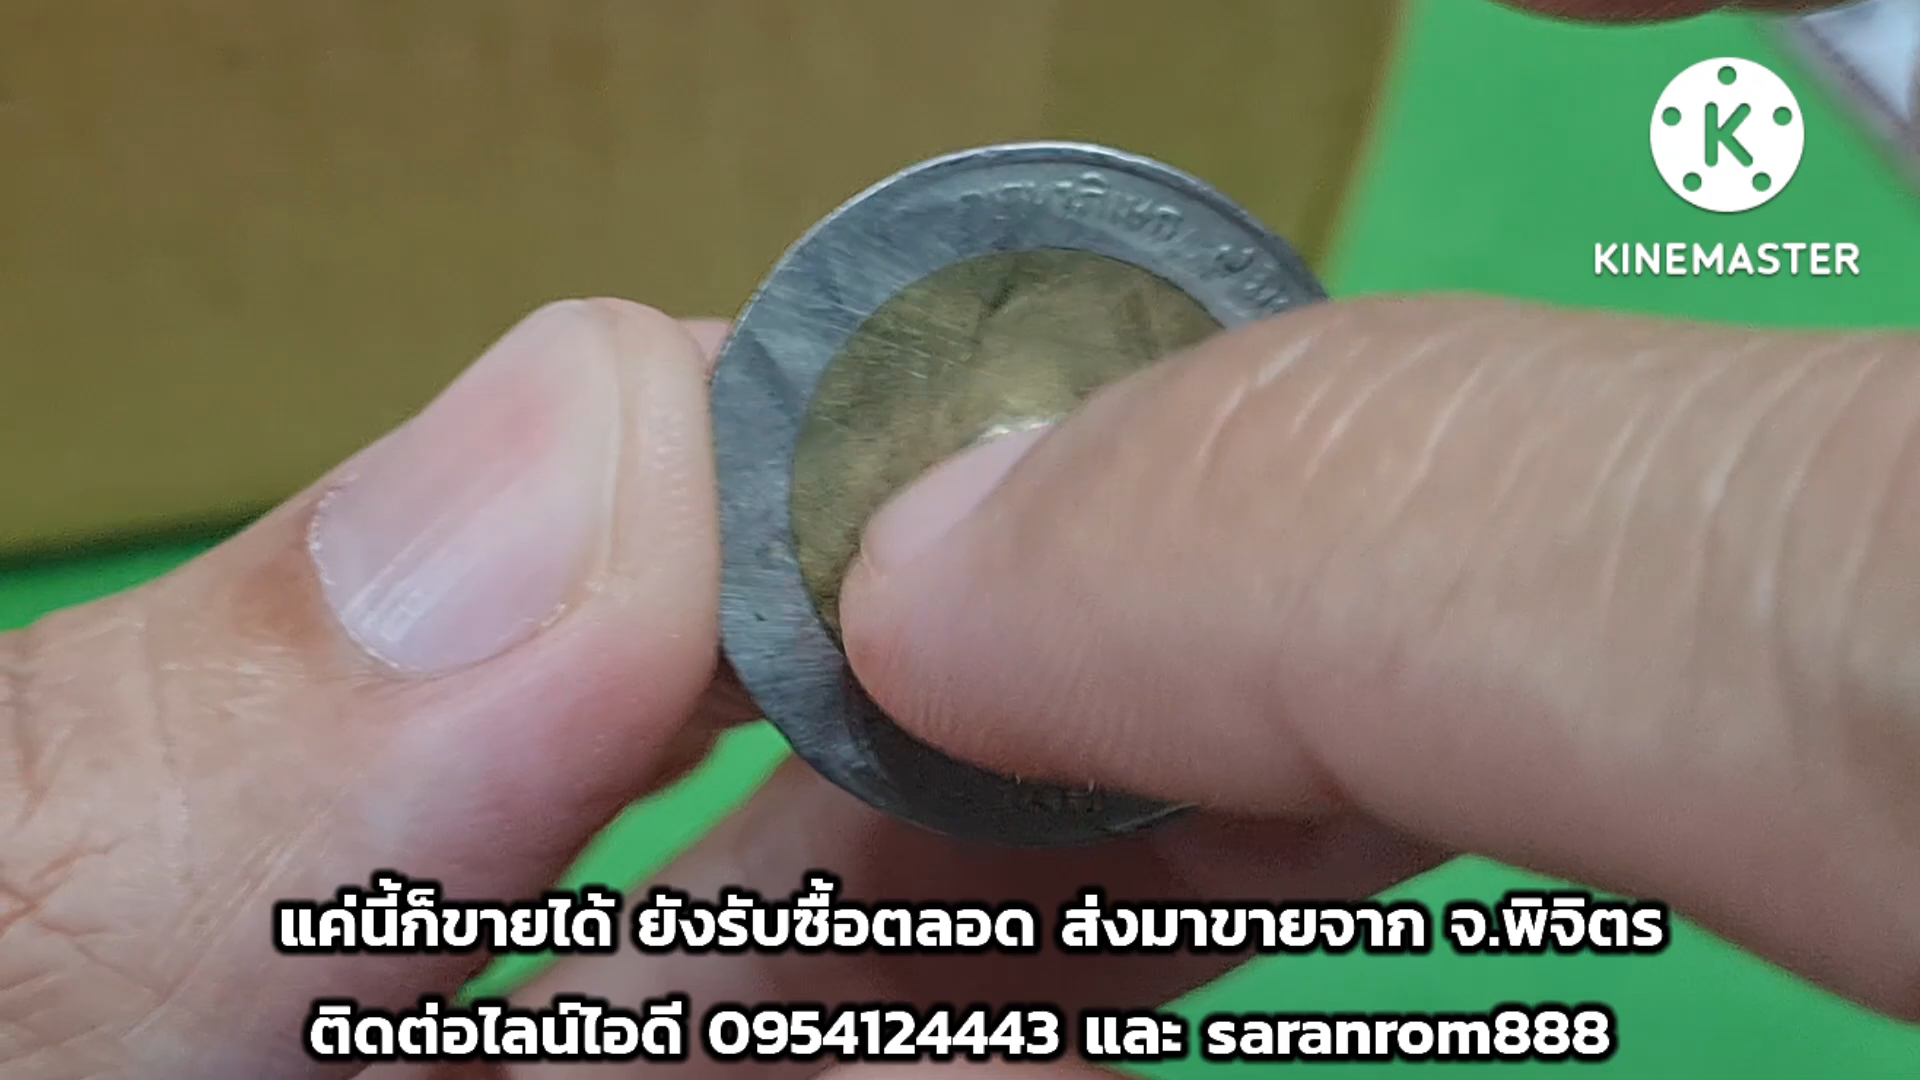 K
KINEMASTER
แค่นี้ก็ขายได้ ยังรับซื้อตลอด ส่งมาขายจาก จ.พิจิตร
ติดต่อไลน์ไอดี 0954124443 และ saranrom888